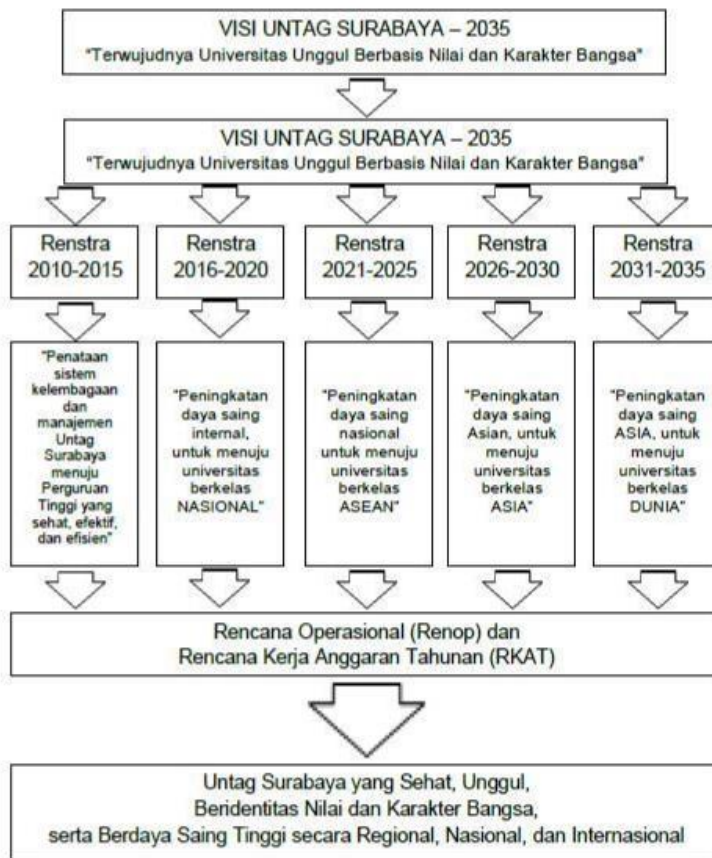 VISI UNTAG SURABAYA – 2035
"Terwujudnya Universitas Unggul Berbasis Nilai dan Karakter Bangsa"
VISI UNTAG SURABAYA – 2035
"Terwujudnya Universitas Unggul Berbasis Nilai dan Karakter Bangsa"
Renstra
2010-2015
Renstra
2016-2020
Renstra
2021-2025
Renstra
2026-2030
Renstra
2031-2035
"Penataan
sistem
kelembagaan
dan
manajemen
Untag
Surabaya
menuju
Perguruan
Tinggi yang
sehat, efektif,
dan efisien"
"Peningkatan
daya saing
internal,
untuk menuju
universitas
berkelas
NASIONAL"
"Peningkatan
daya saing
nasional
untuk menuju
universitas
berkelas
ASEAN"
"Peningkatan
daya saing
Asian, untuk
menuju
universitas
berkelas
ASIA"
"Peningkatan
daya saing
ASIA, untuk
menuju
universitas
berkelas
DUNIA"
Rencana Operasional (Renop) dan
Rencana Kerja Anggaran Tahunan (RKAT)
Untag Surabaya yang Sehat, Unggul,
Beridentitas Nilai dan Karakter Bangsa,
serta Berdaya Saing Tinggi secara Regional, Nasional, dan Internasional